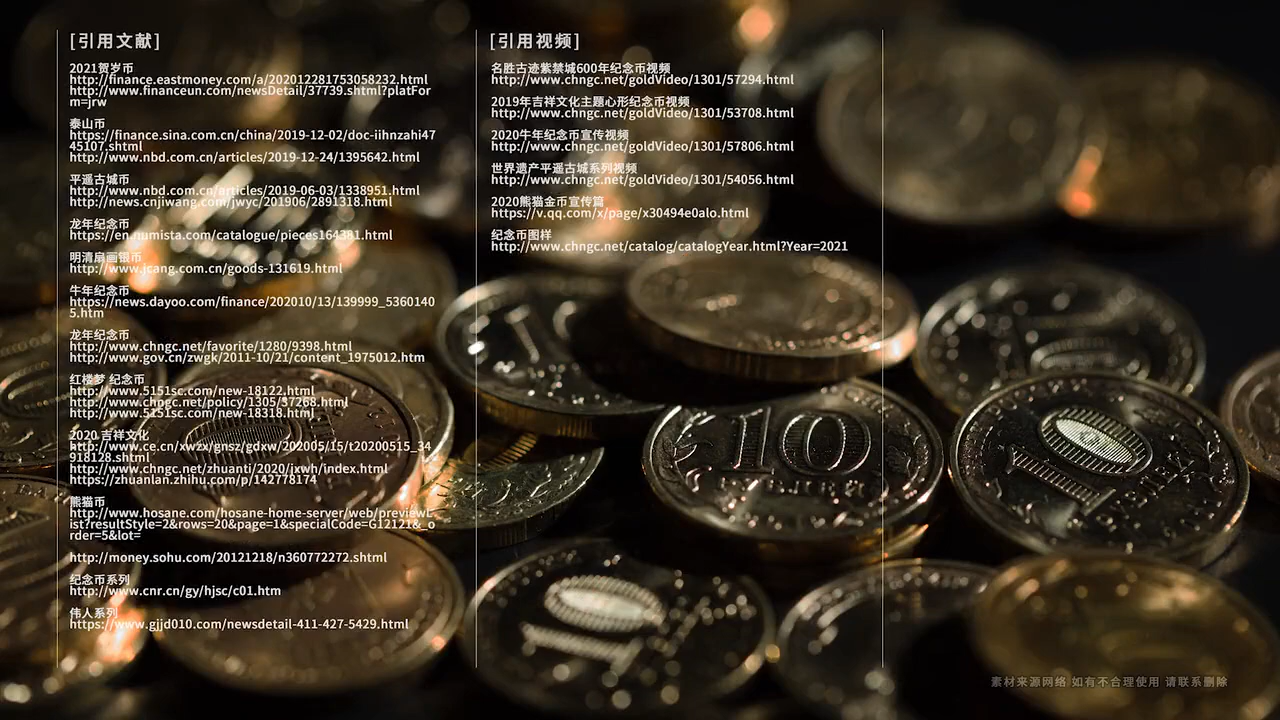 [引用文献]
2021贺岁币
http://finance.eastmoney.com/a/202012281753058232.html
http://www.financeun.com/newsDetail/37739.shtml?platFor
m=jrw
泰山币
https://finance.sina.com.cn/china/2019-12-02/doc-iihnzahi47
45107.shtml
http://www.nbd.com.cn/articles/2019-12-24/1395642.html
平遥古城币
http://www.nbd.com.cn/articles/2019-06-03/1338951.html
http://news.cnjiwang.com/jwyc/201906/2891318.html
龙年纪念币
https://en.numista.com/catalogue/pieces164381.html
明清扇画银币
http://www.jcang.com.cn/goods-131619.html
牛年纪念币
https://news.dayoo.com/finance/202010/13/139999_5360140
5.htm
龙年纪念币
http://www.chngc.net/favorite/1280/9398.html
http://www.gov.cn/zwgk/2011-10/21/content_1975012.htm
红楼梦 纪念币
http://www.5151sc.com/new-18122.html
http://www.chngc.net/policy/1305/37268.html
http://www.5151sc.com/new-18318.html
2020 吉祥文化
http://www.ce.cn/xwzx/gnsz/gdxw/202005/15/t20200515_34
918128.shtml
http://www.chngc.net/zhuanti/2020/jxwh/index.html
https://zhuanlan.zhihu.com/p/142778174
熊猫币
http://www.hosane.com/hosane-home-server/web/previewL
ist?resultStyle=2&rows=20&page=1&specialCode=G12121&_o
rder=5&lot=
http://money.sohu.com/20121218/n360772272.shtml
纪念币系列
http://www.cnr.cn/gy/hjsc/c01.htm
伟人系列
https://www.gjjd010.com/newsdetail-411-427-5429.html
[引用视频]
名胜古迹紫禁城600年纪念币视频
http://www.chngc.net/goldVideo/1301/57294.html
2019年吉祥文化主题心形纪念币视频
http://www.chngc.net/goldVideo/1301/53708.html
2020牛年纪念币宣传视频
http://www.chngc.net/goldVideo/1301/57806.html
世界遗产平遥古城系列视频
http://www.chngc.net/goldVideo/1301/54056.html
2020熊猫金币宣传篇
https://v.qq.com/x/page/x30494e0alo.html
纪念币图样
http://www.chngc.net/catalog/catalogYear.html?Year=2021
10
10
10
素材来源网络 如有不合理使用 请联系删除